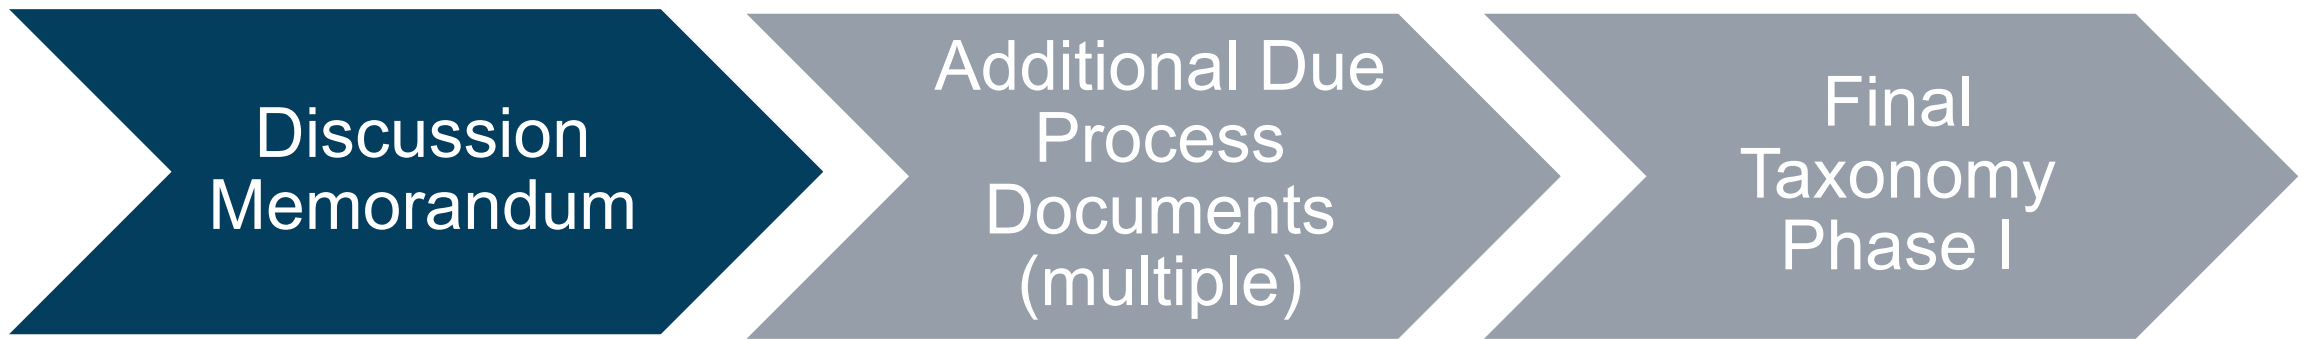 Discussion
Memorandum
Additional Due
Process
Documents
(multiple)
Final
Taxonomy
Phase I